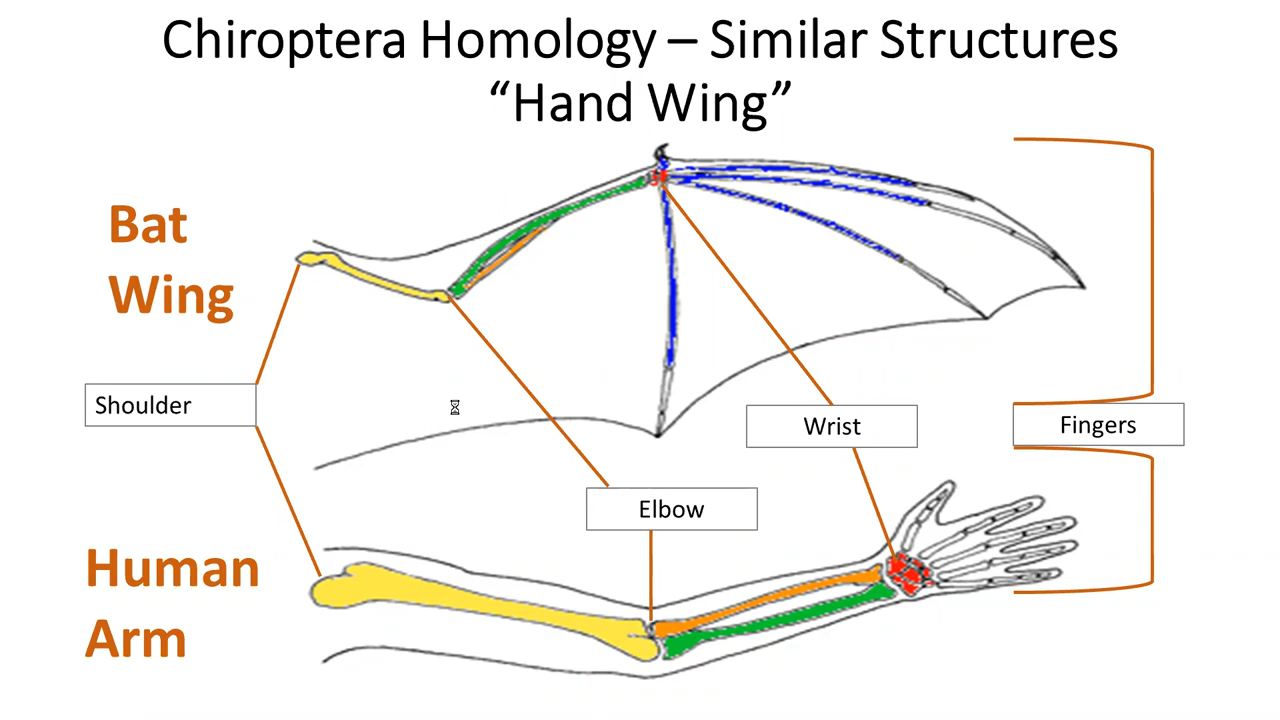 Chiroptera Homology – Similar Structures
“Hand Wing”
Bat
Wing
Shoulder
Wrist
Fingers
Elbow
Human
Arm